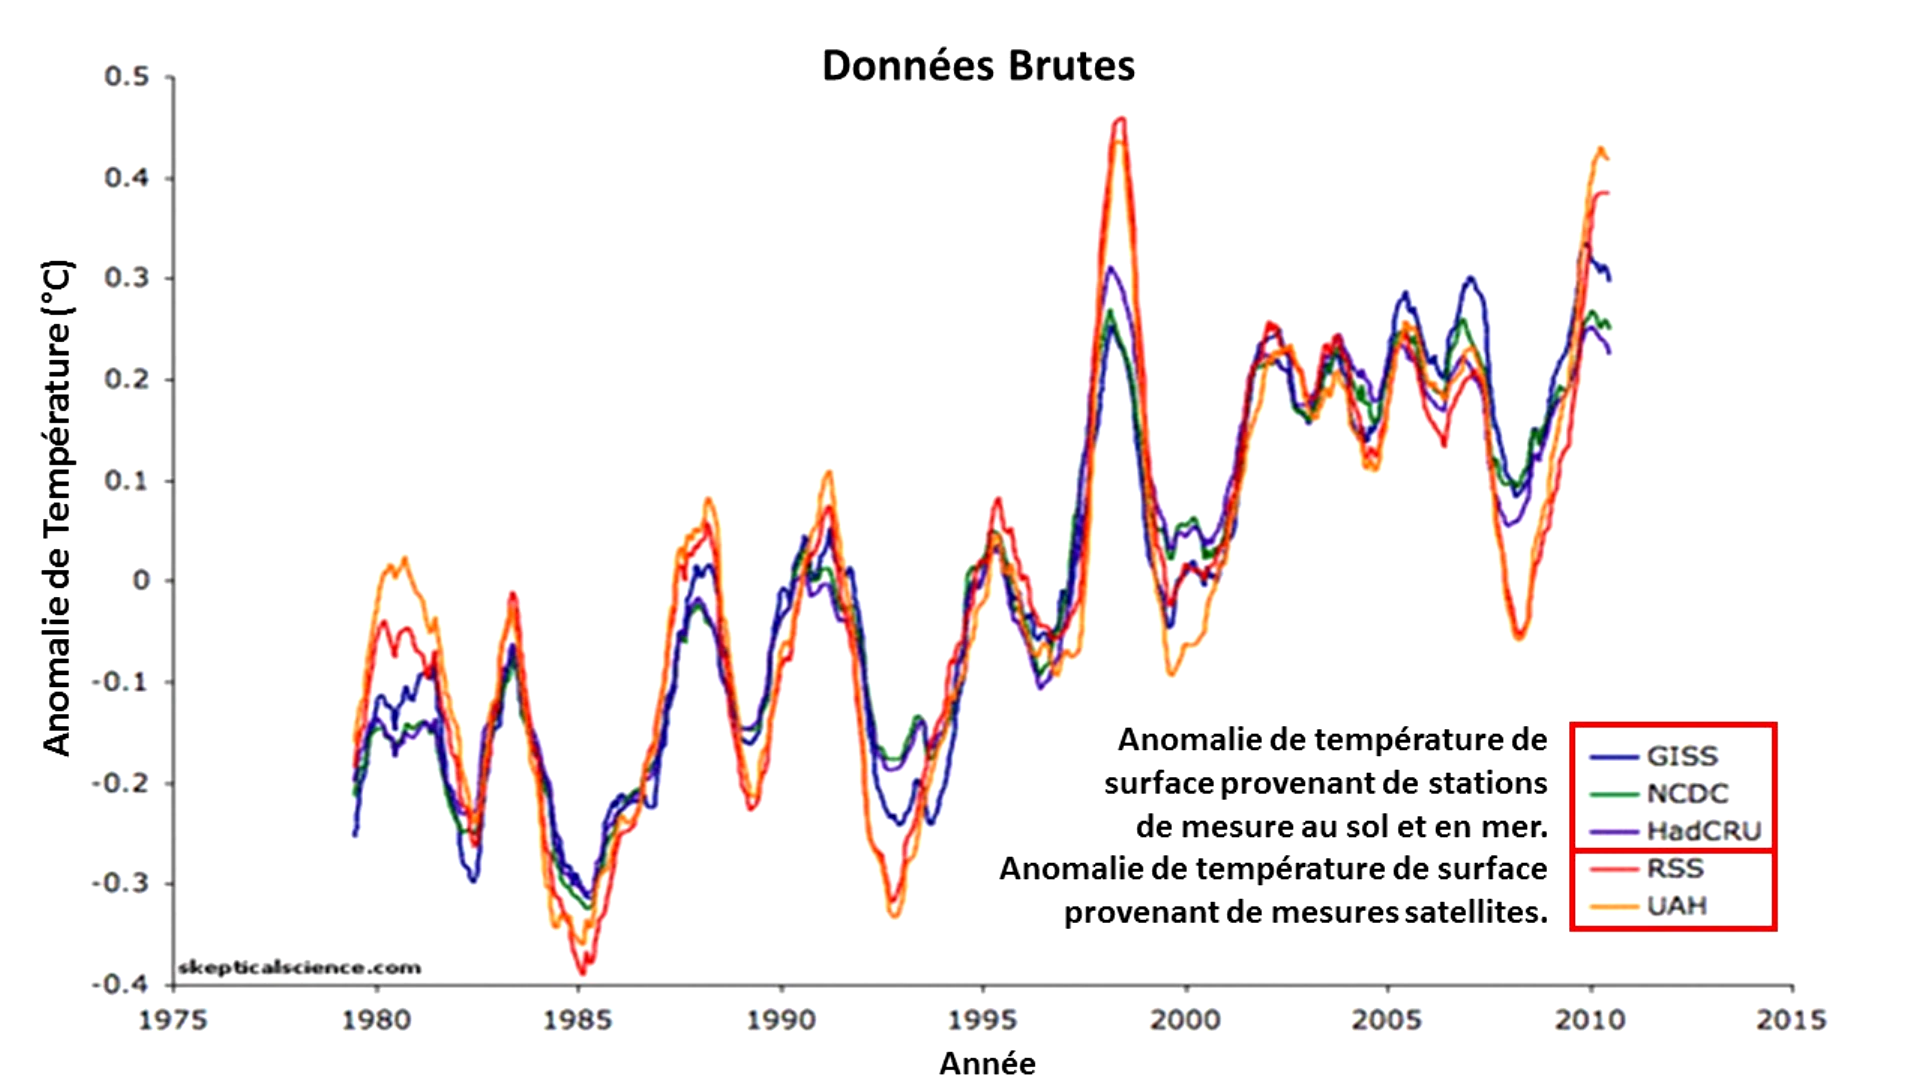 Données Brutes
0.5
0.4
0.3
0.2
0.1
0
-0.1
-0.2
-0.3
-0.4
Anomalie de Température (°C)
Anomalie de température de
surface provenant de stations
de mesure au sol et en mer.
Anomalie de température de surface
provenant de mesures satellites.
GISS
NCDC
HadCRU
RSS
UAH
skepticalscience.com
1975 1980 1985 1990 1995 2000 2005 2010 2015
Année